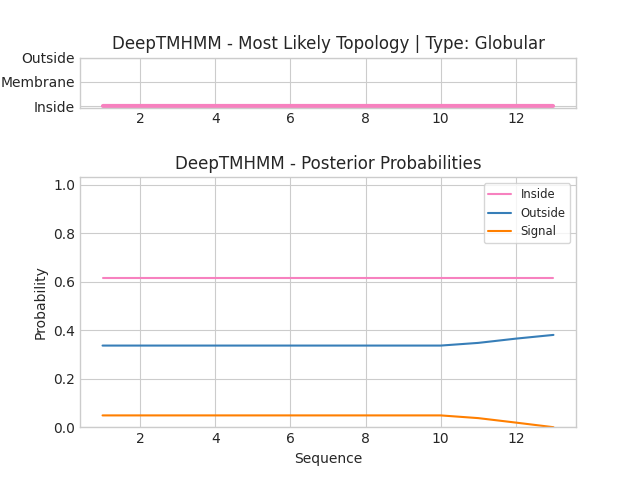 DeepTMHMM - Most Likely Topology | Type: Globular
Outside
Membrane
Inside
2 4 6 8 10 12
DeepTMHMM - Posterior Probabilities
1.0
0.8
0.6
0.4
0.2
0.0
Probability
Inside
Outside
Signal
2 4 6 8 10 12
Sequence